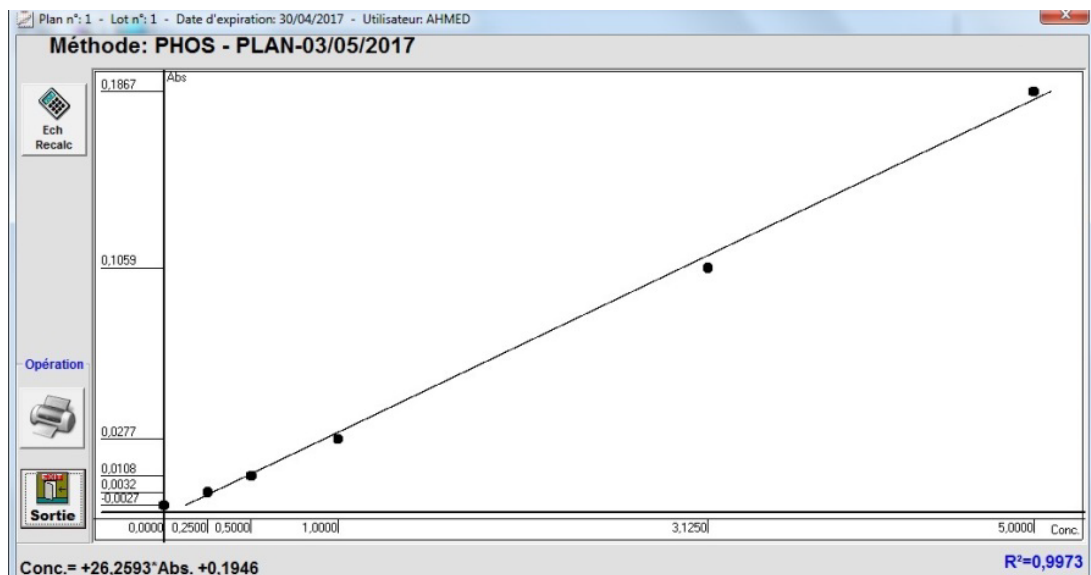 Plan n°: 1 - Lot n°: 1 - Date d'expiration: 30/04/2017 - Utilisateur: AHMED
Méthode: PHOS - PLAN-03/05/2017
Abs
0,1867
Ech
Recalc
0,1059
Opération
0,0277
0,0108
0,0032
-0,0027
EXIT
Sortie
0,0000 0,2500 0,5000 1,0000 3,1250 5,0000 Conc.
Conc.= +26,2593*Abs. +0,1946
R²=0,9973